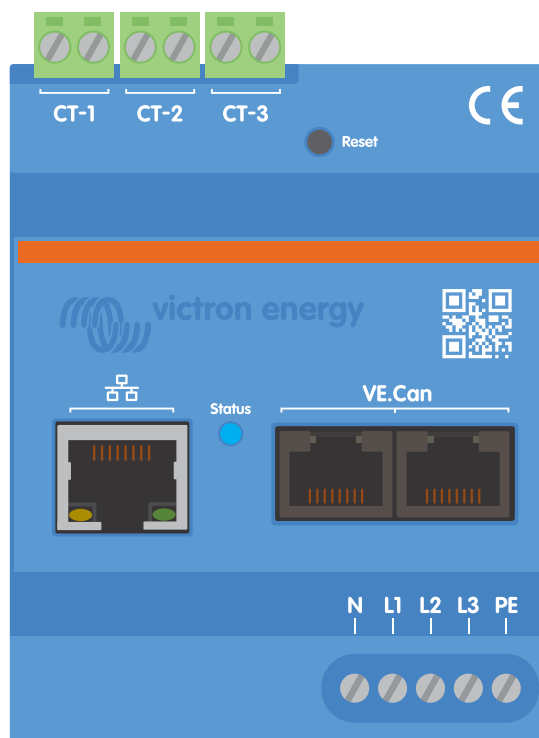 CT-1 CT-2 CT-3
CE
Reset
victron energy
Status
VE.Can
N L1 L2 L3 PE